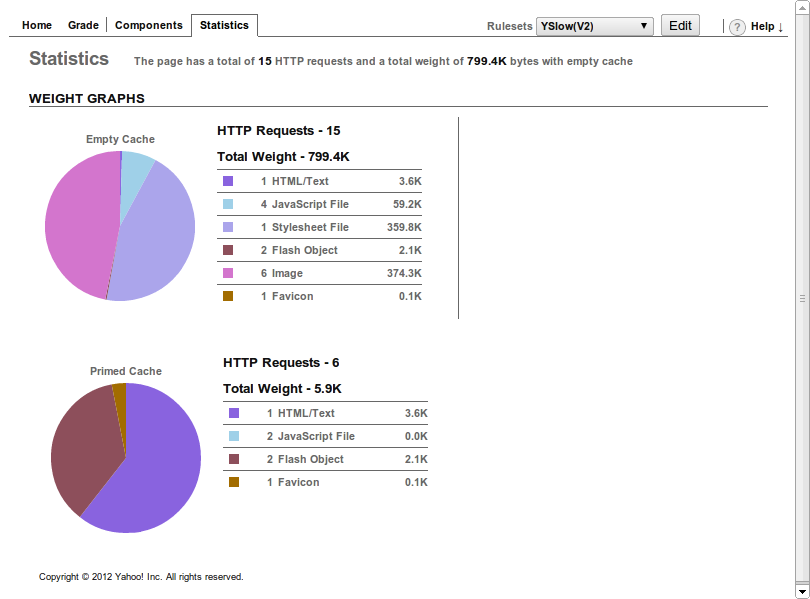 Home Grade Components Statistics Rulesets YSlow(V2) ▼ Edit ? Help ↓
Statistics The page has a total of 15 HTTP requests and a total weight of 799.4K bytes with empty cache
WEIGHT GRAPHS
Empty Cache
HTTP Requests - 15
Total Weight - 799.4K
1 HTML/Text 3.6K
4 JavaScript File 59.2K
1 Stylesheet File 359.8K
2 Flash Object 2.1K
6 Image 374.3K
1 Favicon 0.1K
Primed Cache
HTTP Requests - 6
Total Weight - 5.9K
1 HTML/Text 3.6K
2 JavaScript File 0.0K
2 Flash Object 2.1K
1 Favicon 0.1K
Copyright © 2012 Yahoo! Inc. All rights reserved.